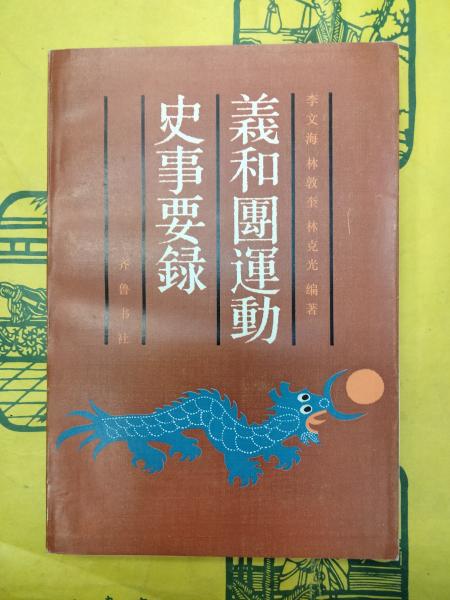 李文海 林敦奎 林克光 编著
義和團運動
史事要録
齐鲁书社